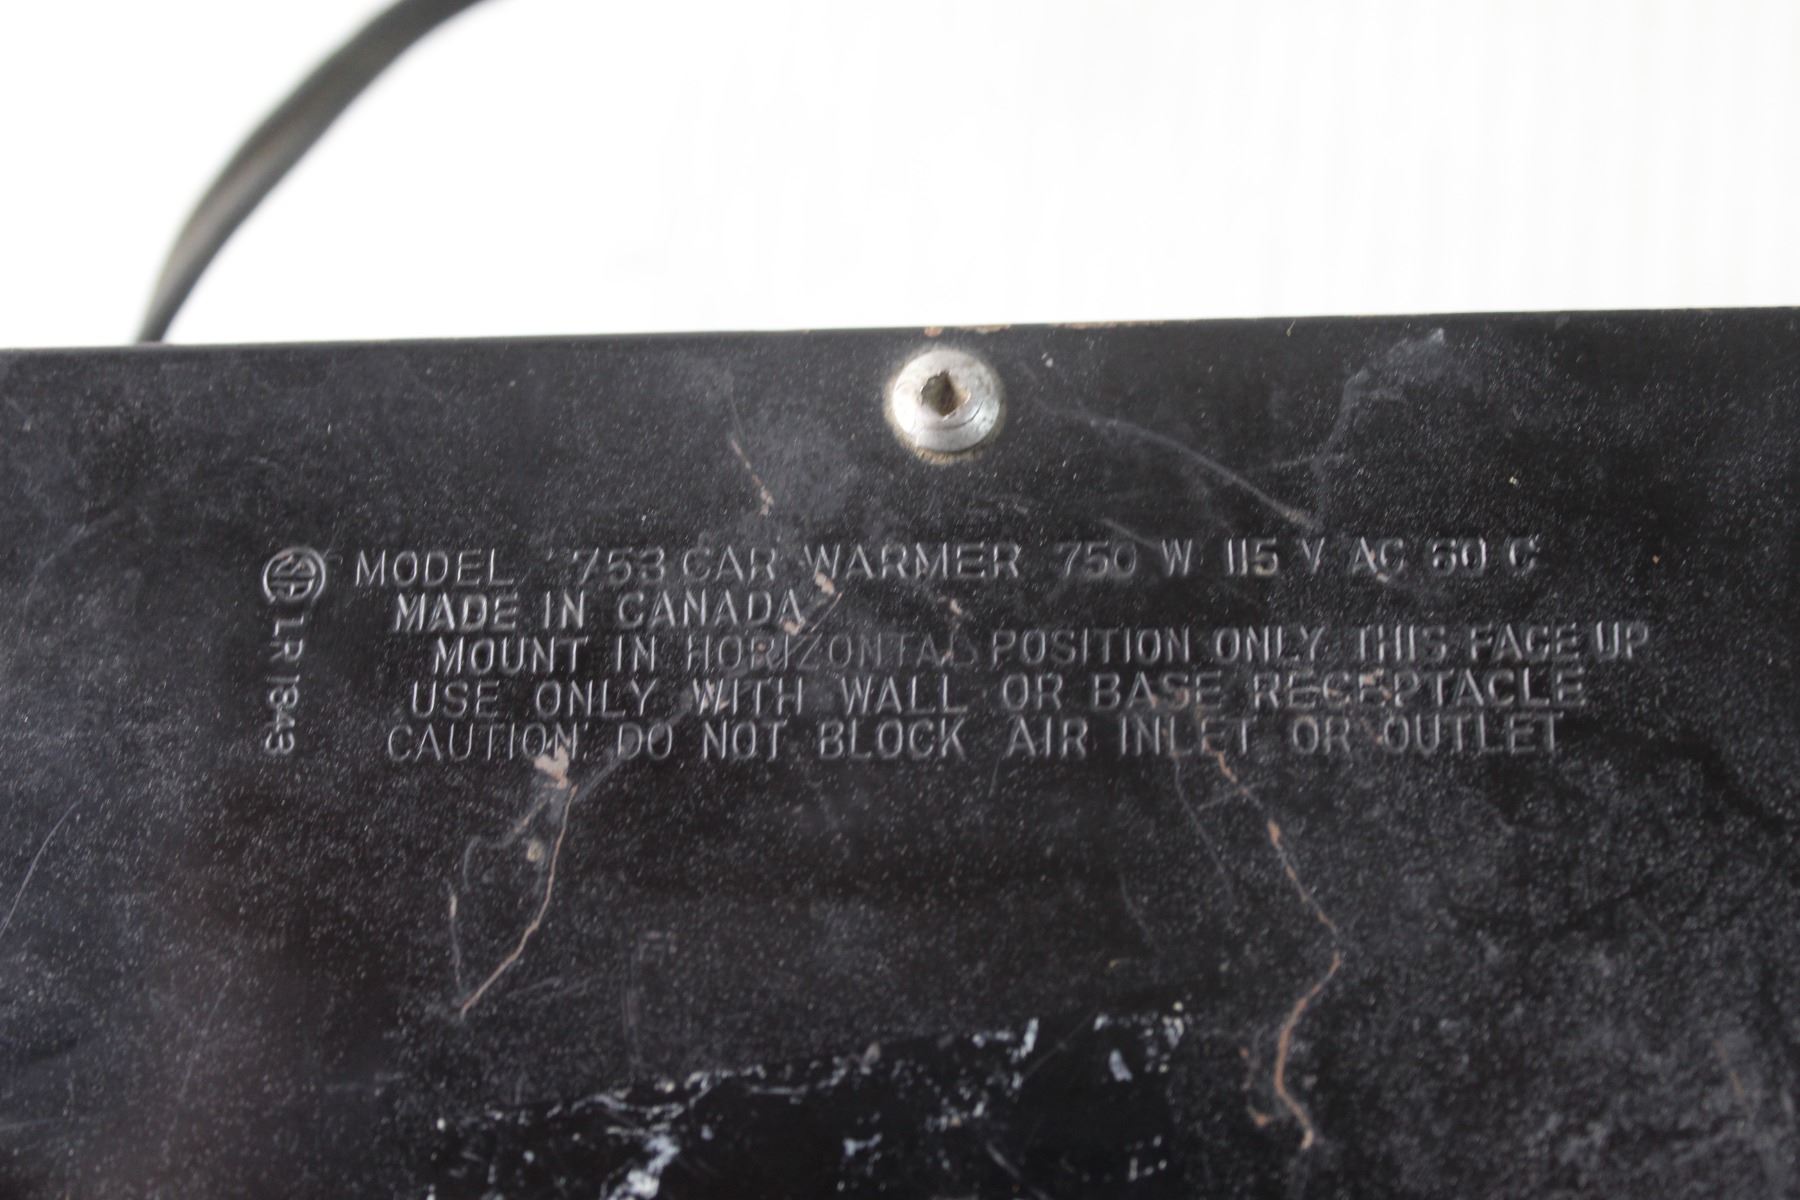 MODEL 753 CAR WARMER 750 W 115 V AC 60 C
MADE IN CANADA
MOUNT IN HORIZONTAL POSITION ONLY THIS FACE UP
USE ONLY WITH WALL OR BASE RECEPTACLE
CAUTION DO NOT BLOCK AIR INLET OR OUTLET
LR 1843